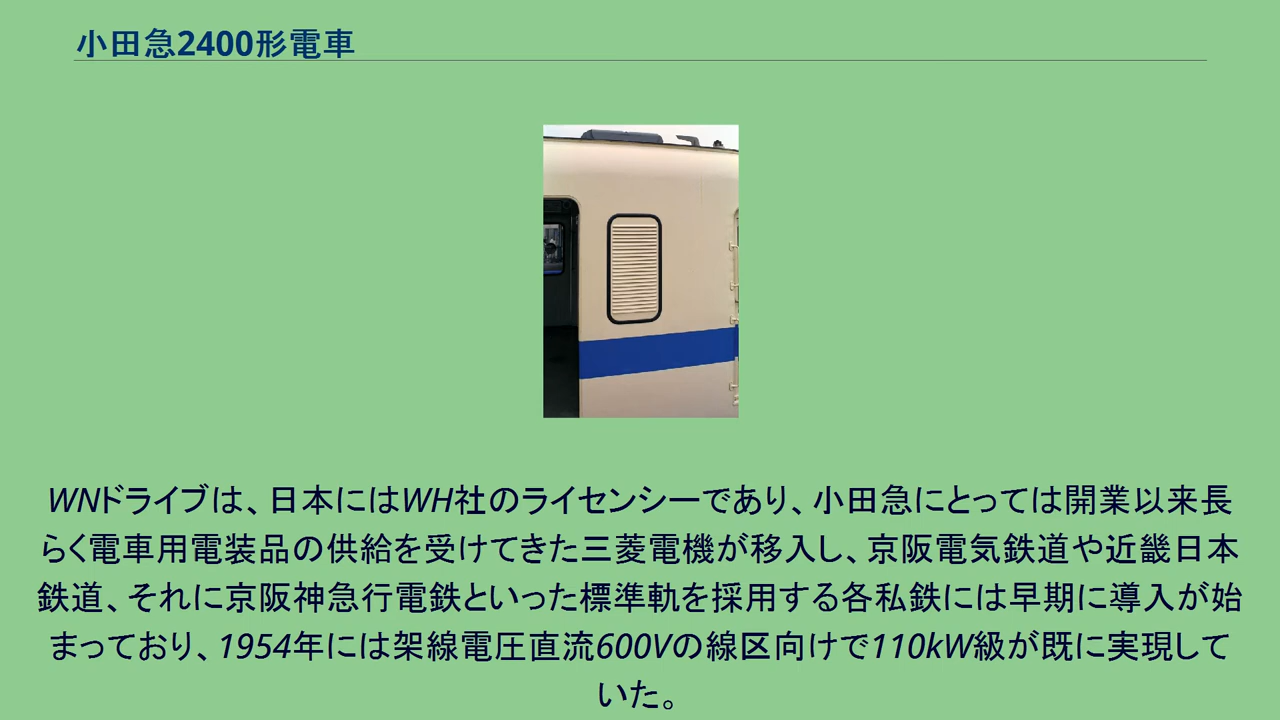 小田急2400形電車
WNドライブは、日本にはWH社のライセンシーであり、小田急にとっては開業以来長
らく電車用電装品の供給を受けてきた三菱電機が移入し、京阪電気鉄道や近畿日本
鉄道、それに京阪神急行電鉄といった標準軌を採用する各私鉄には早期に導入が始
まっており、1954年には架線電圧直流600Vの線区向けで110kW級が既に実現して
いた。